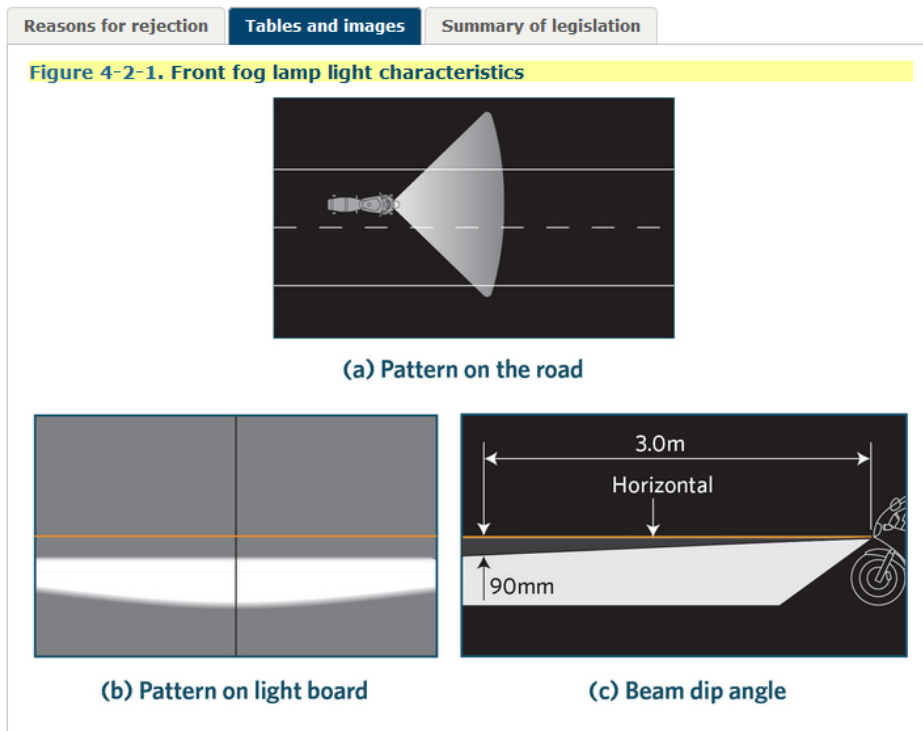 Reasons for rejection
Tables and images
Summary of legislation
Figure 4-2-1. Front fog lamp light characteristics
(a) Pattern on the road
3.0m
Horizontal
90mm
(b) Pattern on light board
(c) Beam dip angle